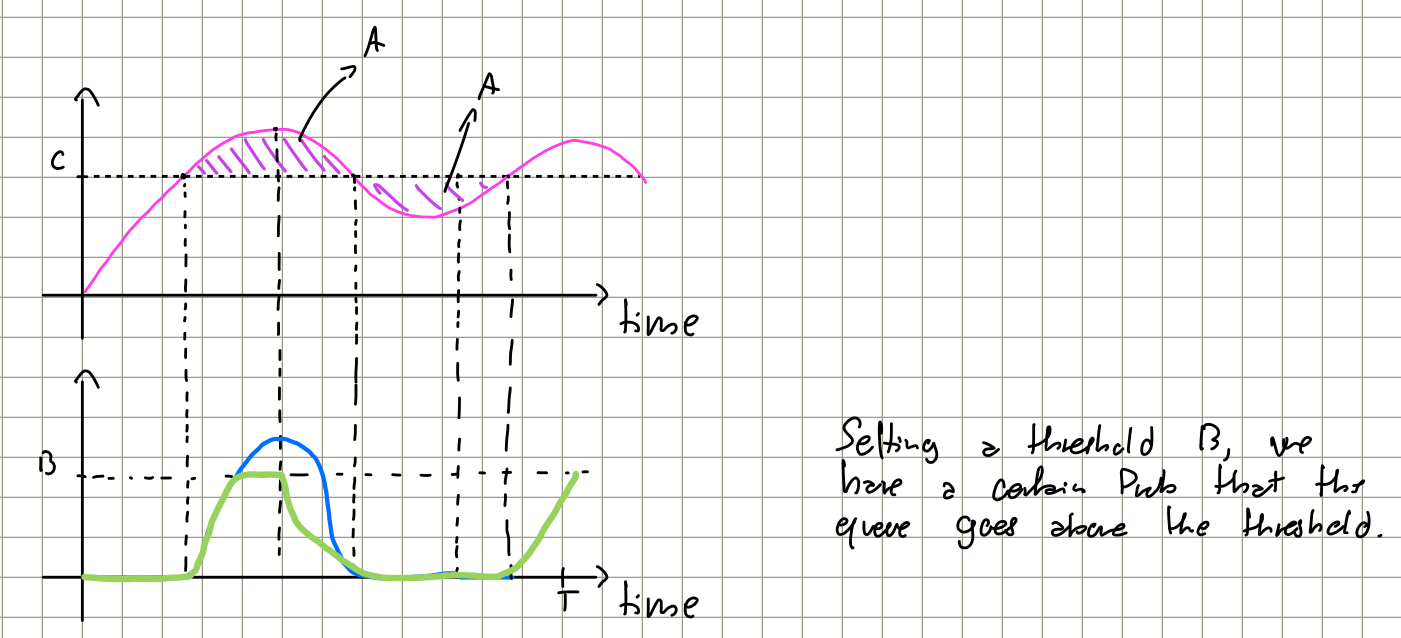 A
A
C
time
B
T
time
Setting a threshold B, we
have a certain Prob that the
queue goes above the threshold.